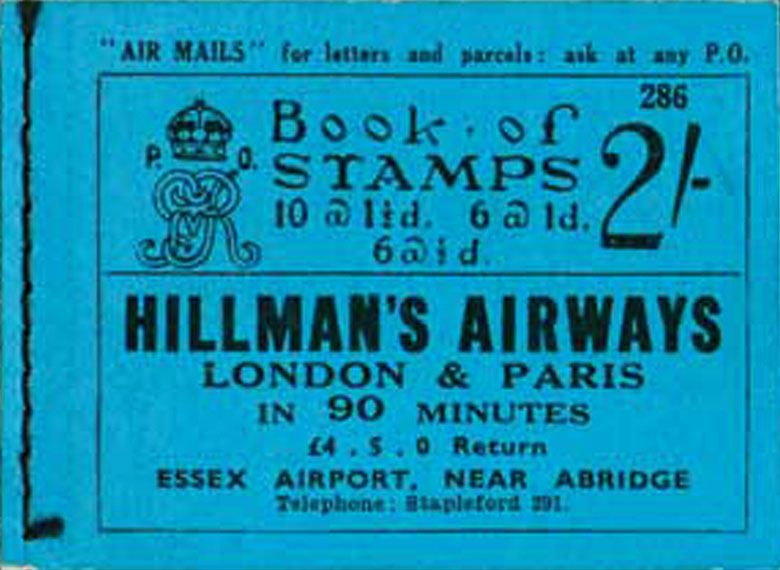 "AIR MAILS" for letters and parcels: ask at any P.O.
286
P. O.
GR
Book of
STAMPS
2/-
10 @ 1½d. 6 @ 1d.
6 @ ½d.
HILLMAN'S AIRWAYS
LONDON & PARIS
IN 90 MINUTES
£4.5.0 Return
ESSEX AIRPORT, NEAR ABRIDGE
Telephone: Stapleford 291.